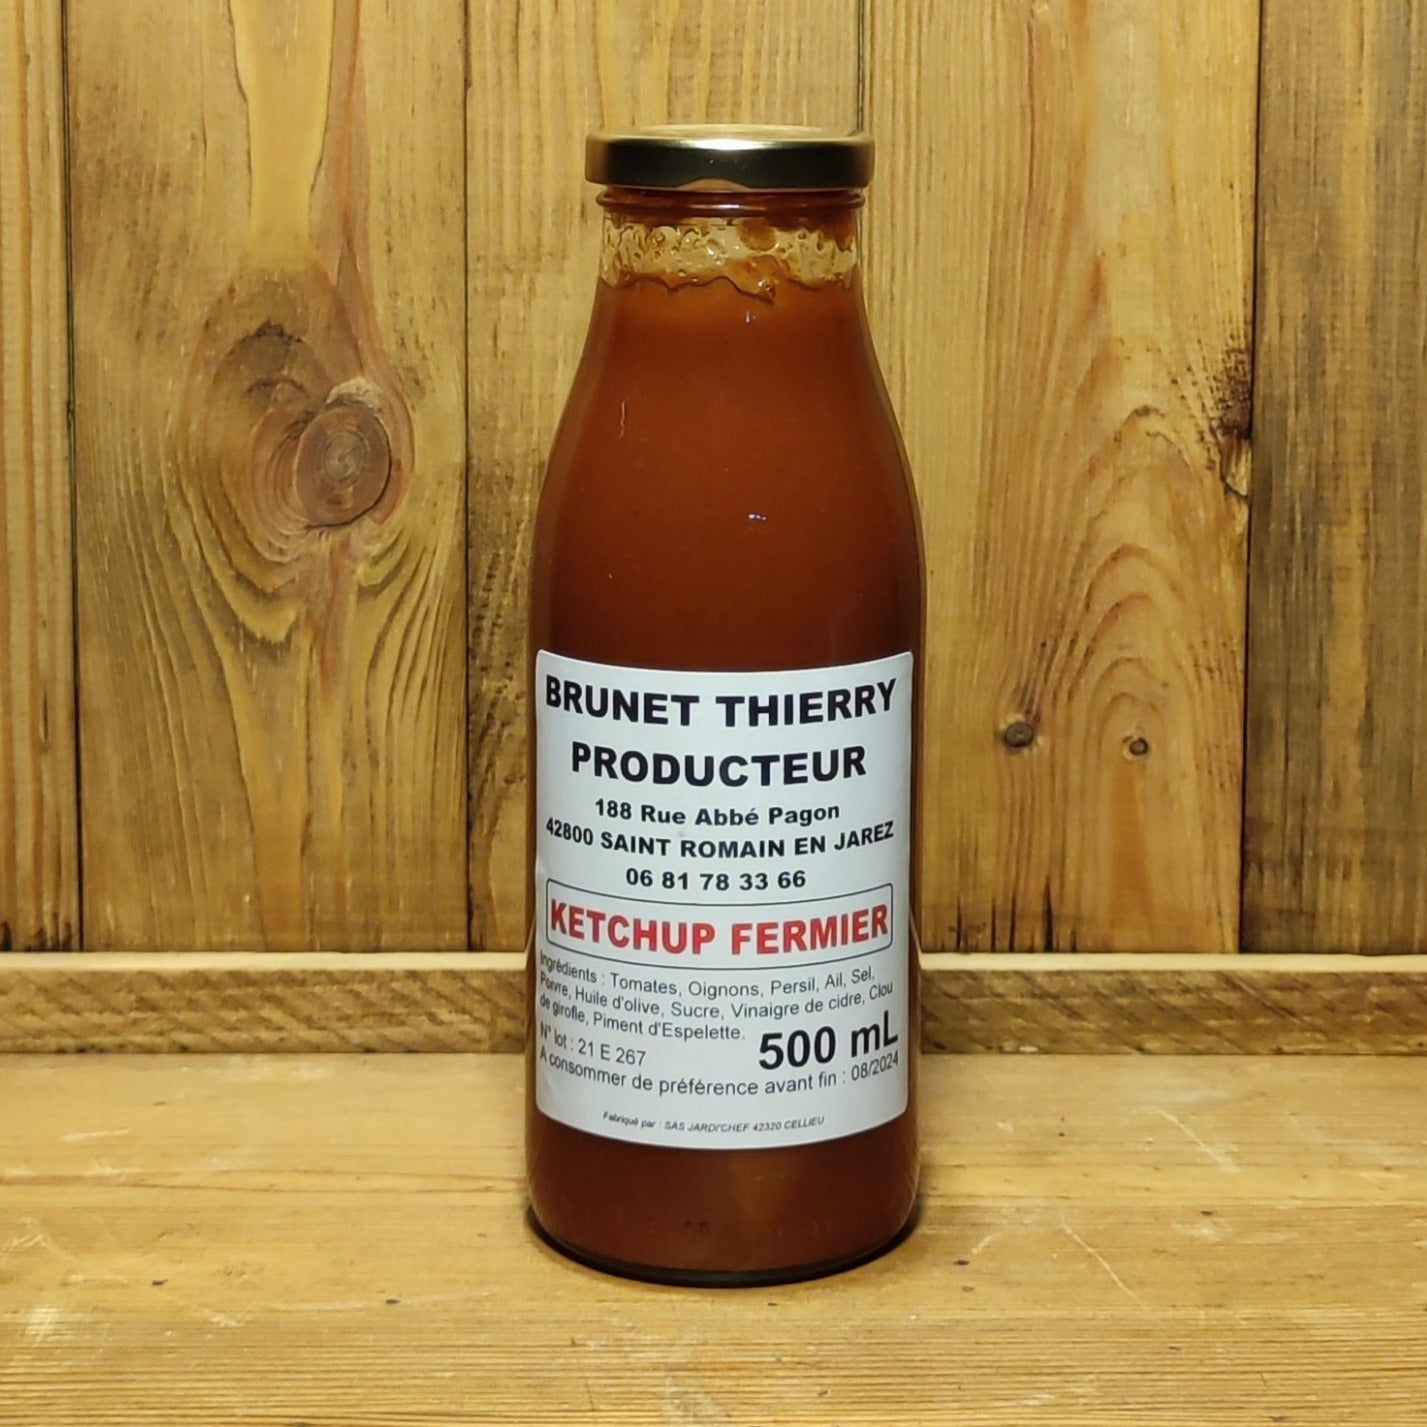 BRUNET THIERRY
PRODUCTEUR
188 Rue Abbé Pagon
42800 SAINT ROMAIN EN JAREZ
06 81 78 33 66
KETCHUP FERMIER
Ingrédients : Tomates, Oignons, Persil, Ail, Sel,
Poivre, Huile d'olive, Sucre, Vinaigre de cidre, Clou
de girofle, Piment d'Espelette.
500 mL
N° lot : 21 E 267
A consommer de préférence avant fin : 08/2024
Fabriqué par : SAS JARDI'CHEF 42320 CELLIEU